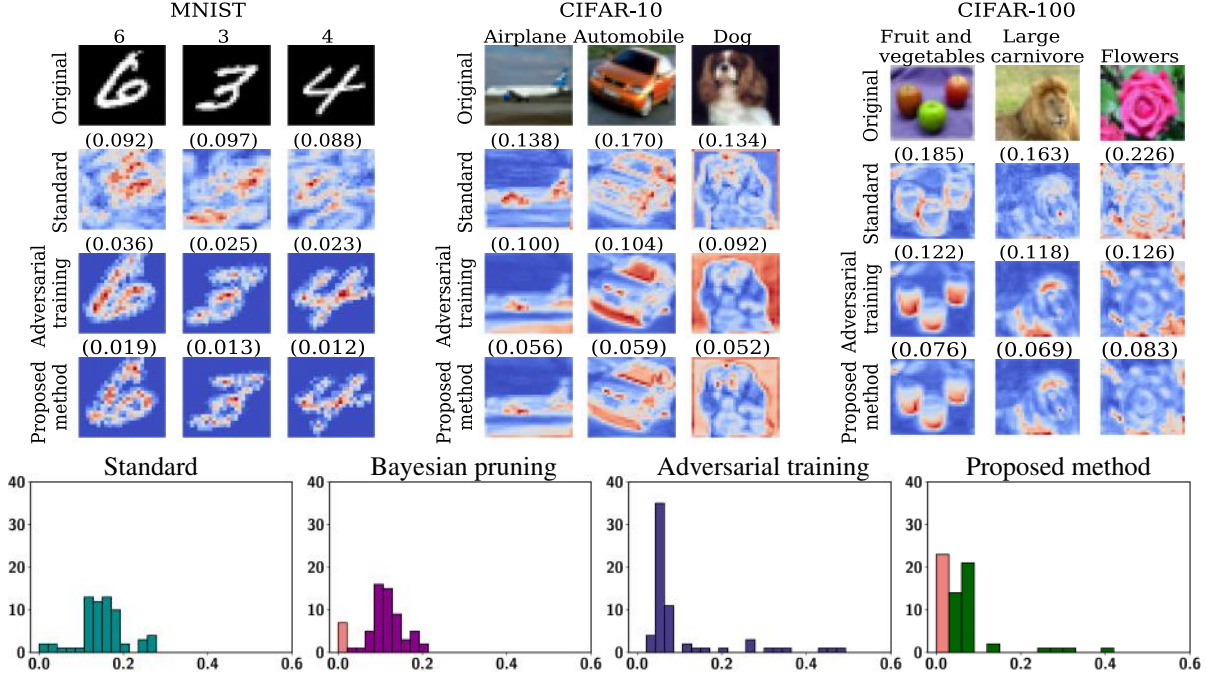 MNIST
CIFAR-10
CIFAR-100
6 3 4
Airplane Automobile Dog
Fruit and vegetables
Large carnivore
Flowers
Original
Original
Original
(0.092) (0.097) (0.088)
(0.138) (0.170) (0.134)
(0.185) (0.163) (0.226)
Standard
Standard
Standard
(0.036) (0.025) (0.023)
(0.100) (0.104) (0.092)
(0.122) (0.118) (0.126)
Adversarial training
Adversarial training
Adversarial training
(0.019) (0.013) (0.012)
(0.056) (0.059) (0.052)
(0.076) (0.069) (0.083)
Proposed method
Proposed method
Proposed method
Standard
40
30
20
10
0
0.0 0.2 0.4 0.6
Bayesian pruning
40
30
20
10
0
0.0 0.2 0.4 0.6
Adversarial training
40
30
20
10
0
0.0 0.2 0.4 0.6
Proposed method
40
30
20
10
0
0.0 0.2 0.4 0.6